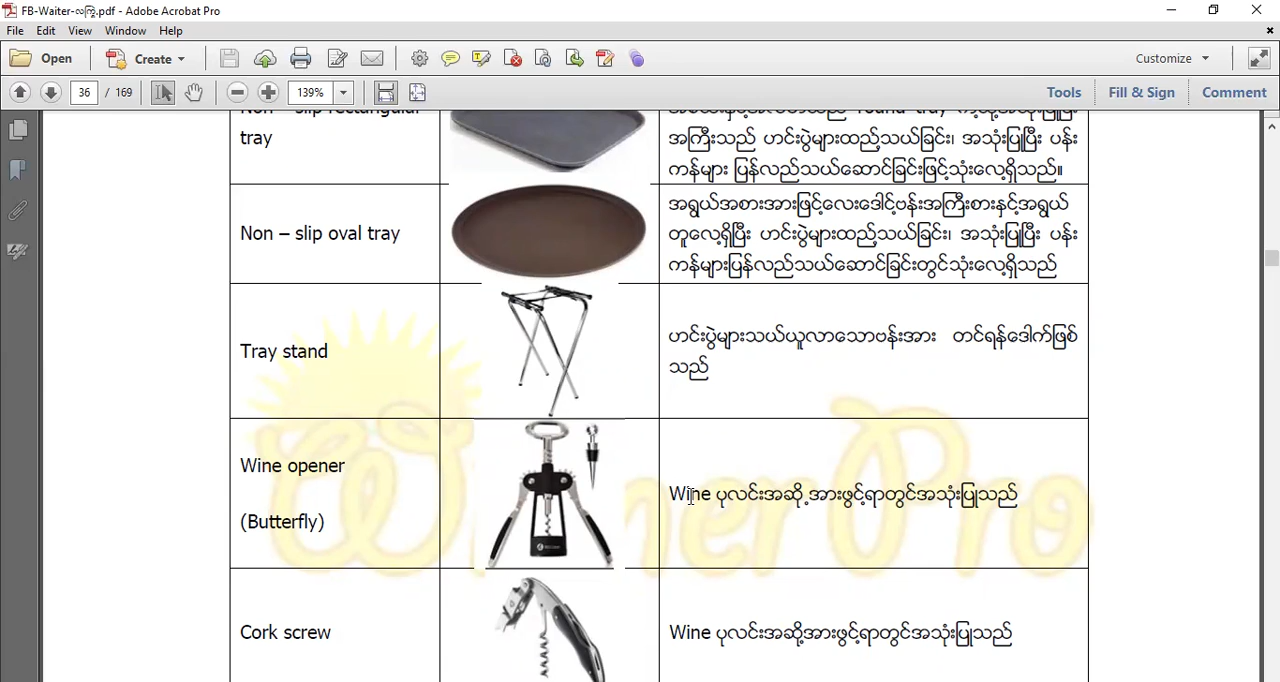 FB-Waiter-လက္ခ.pdf - Adobe Acrobat Pro
File Edit View Window Help
Open Create Customize
36 / 169 139% Tools Fill & Sign Comment
Non – slip rectangular
tray
အကြီးသည် ဟင်းပွဲများထည့်သယ်ခြင်း၊ အသုံးပြုပြီး ပန်း
ကန်များ ပြန်လည်သယ်ဆောင်ခြင်းဖြင့်သုံးလေ့ရှိသည်။
Non – slip oval tray
အရွယ်အစားအားဖြင့်လေးဒေါင့်ဗန်းအကြီးစားနှင့်အရွယ်
တူလေ့ရှိပြီး ဟင်းပွဲများထည့်သယ်ခြင်း၊ အသုံးပြုပြီး ပန်း
ကန်များပြန်လည်သယ်ဆောင်ခြင်းတွင်သုံးလေ့ရှိသည်
Tray stand
ဟင်းပွဲများသယ်ယူလာသောဗန်းအား တင်ရန်ဒေါက်ဖြစ်
သည်
Wine opener
(Butterfly)
Wine ပုလင်းအဆို့အားဖွင့်ရာတွင်အသုံးပြုသည်
Cork screw
Wine ပုလင်းအဆို့အားဖွင့်ရာတွင်အသုံးပြုသည်
Winner Pro